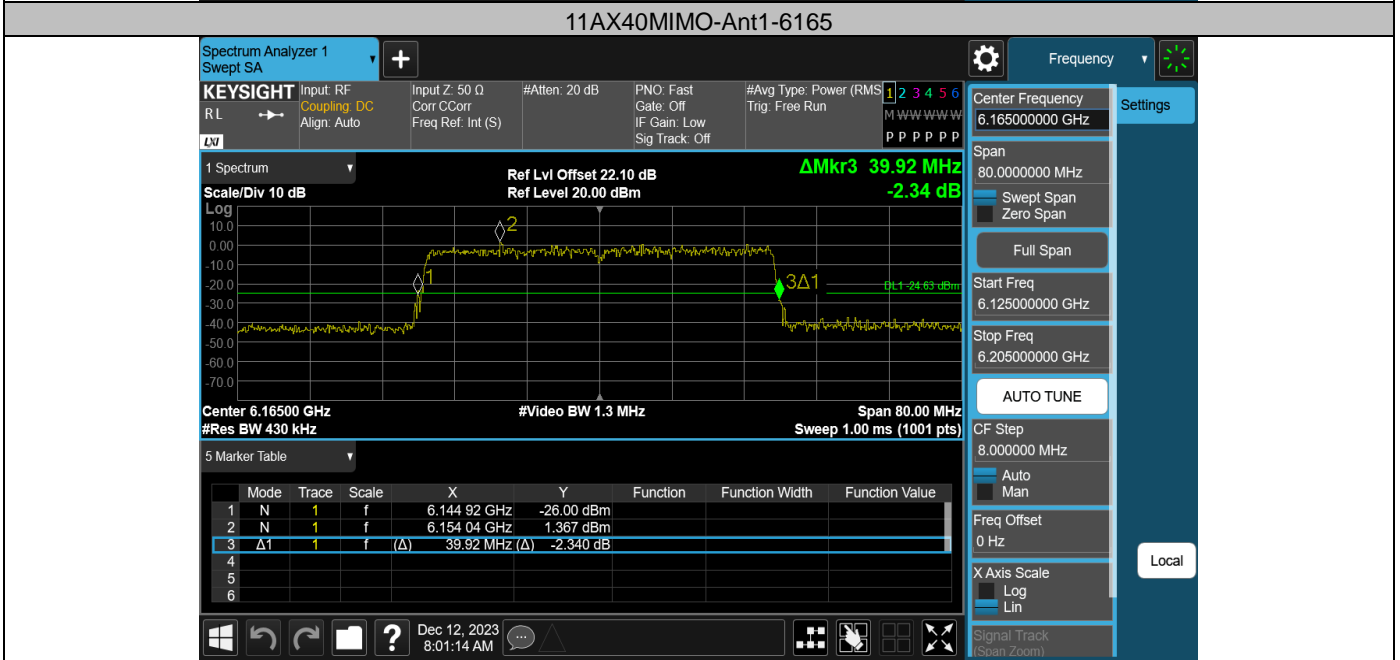 11AX40MIMO-Ant1-6165
Spectrum Analyzer 1
Swept SA
Frequency
KEYSIGHT
RL
LXI
Input: RF
Coupling: DC
Align: Auto
Input Z: 50 Ω
Corr CCorr
Freq Ref: Int (S)
#Atten: 20 dB
PNO: Fast
Gate: Off
IF Gain: Low
Sig Track: Off
#Avg Type: Power (RMS
Trig: Free Run
1 2 3 4 5 6
M W W W W W
P P P P P P
1 Spectrum
Scale/Div 10 dB
Ref Lvl Offset 22.10 dB
Ref Level 20.00 dBm
ΔMkr3 39.92 MHz
-2.34 dB
Log
10.0
0.00
-10.0
-20.0
-30.0
-40.0
-50.0
-60.0
-70.0
2
1
3Δ1
DL1 -24.63 dBm
Center 6.16500 GHz
#Video BW 1.3 MHz
Span 80.00 MHz
#Res BW 430 kHz
Sweep 1.00 ms (1001 pts)
5 Marker Table
Mode Trace Scale X Y Function Function Width Function Value
1 N 1 f 6.144 92 GHz -26.00 dBm
2 N 1 f 6.154 04 GHz 1.367 dBm
3 Δ1 1 f (Δ) 39.92 MHz (Δ) -2.340 dB
4
5
6
?
Dec 12, 2023
8:01:14 AM
Center Frequency
6.165000000 GHz
Settings
Span
80.0000000 MHz
Swept Span
Zero Span
Full Span
Start Freq
6.125000000 GHz
Stop Freq
6.205000000 GHz
AUTO TUNE
CF Step
8.000000 MHz
Auto
Man
Freq Offset
0 Hz
Local
X Axis Scale
Log
Lin
Signal Track
(Span Zoom)